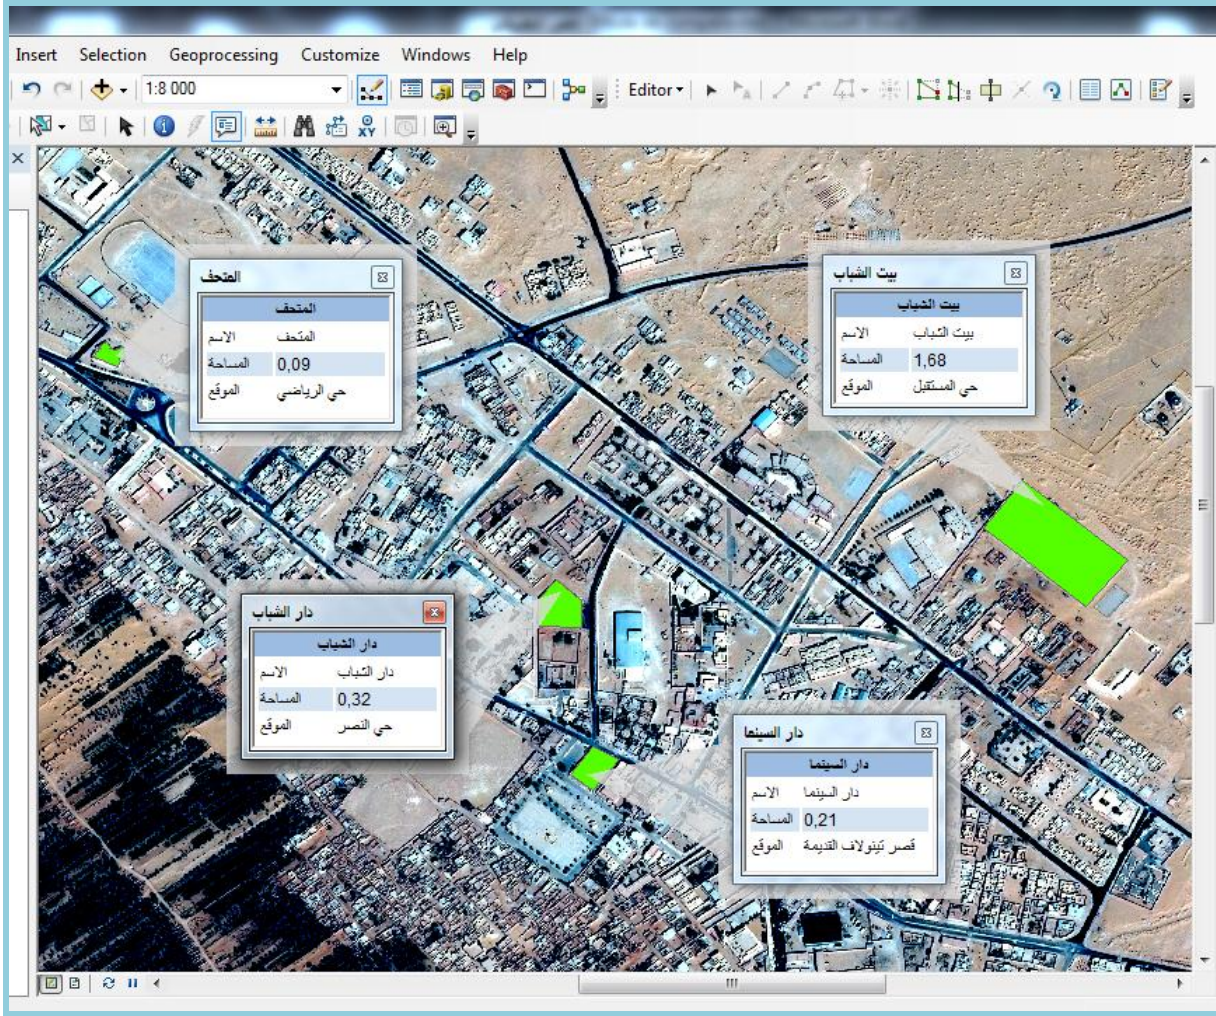 Insert Selection Geoprocessing Customize Windows Help
1:8 000 Editor
XY
المتحف
المتحف
الاسم المتحف
المساحة 0,09
الموقع حي الرياضي
بيت الشباب
بيت الشباب
الاسم بيت الشباب
المساحة 1,68
الموقع حي المستقبل
دار الشباب
دار الشباب
الاسم دار الشباب
المساحة 0,32
الموقع حي النصر
دار السينما
دار السينما
الاسم دار السينما
المساحة 0,21
الموقع قصر تينولاف القديمة